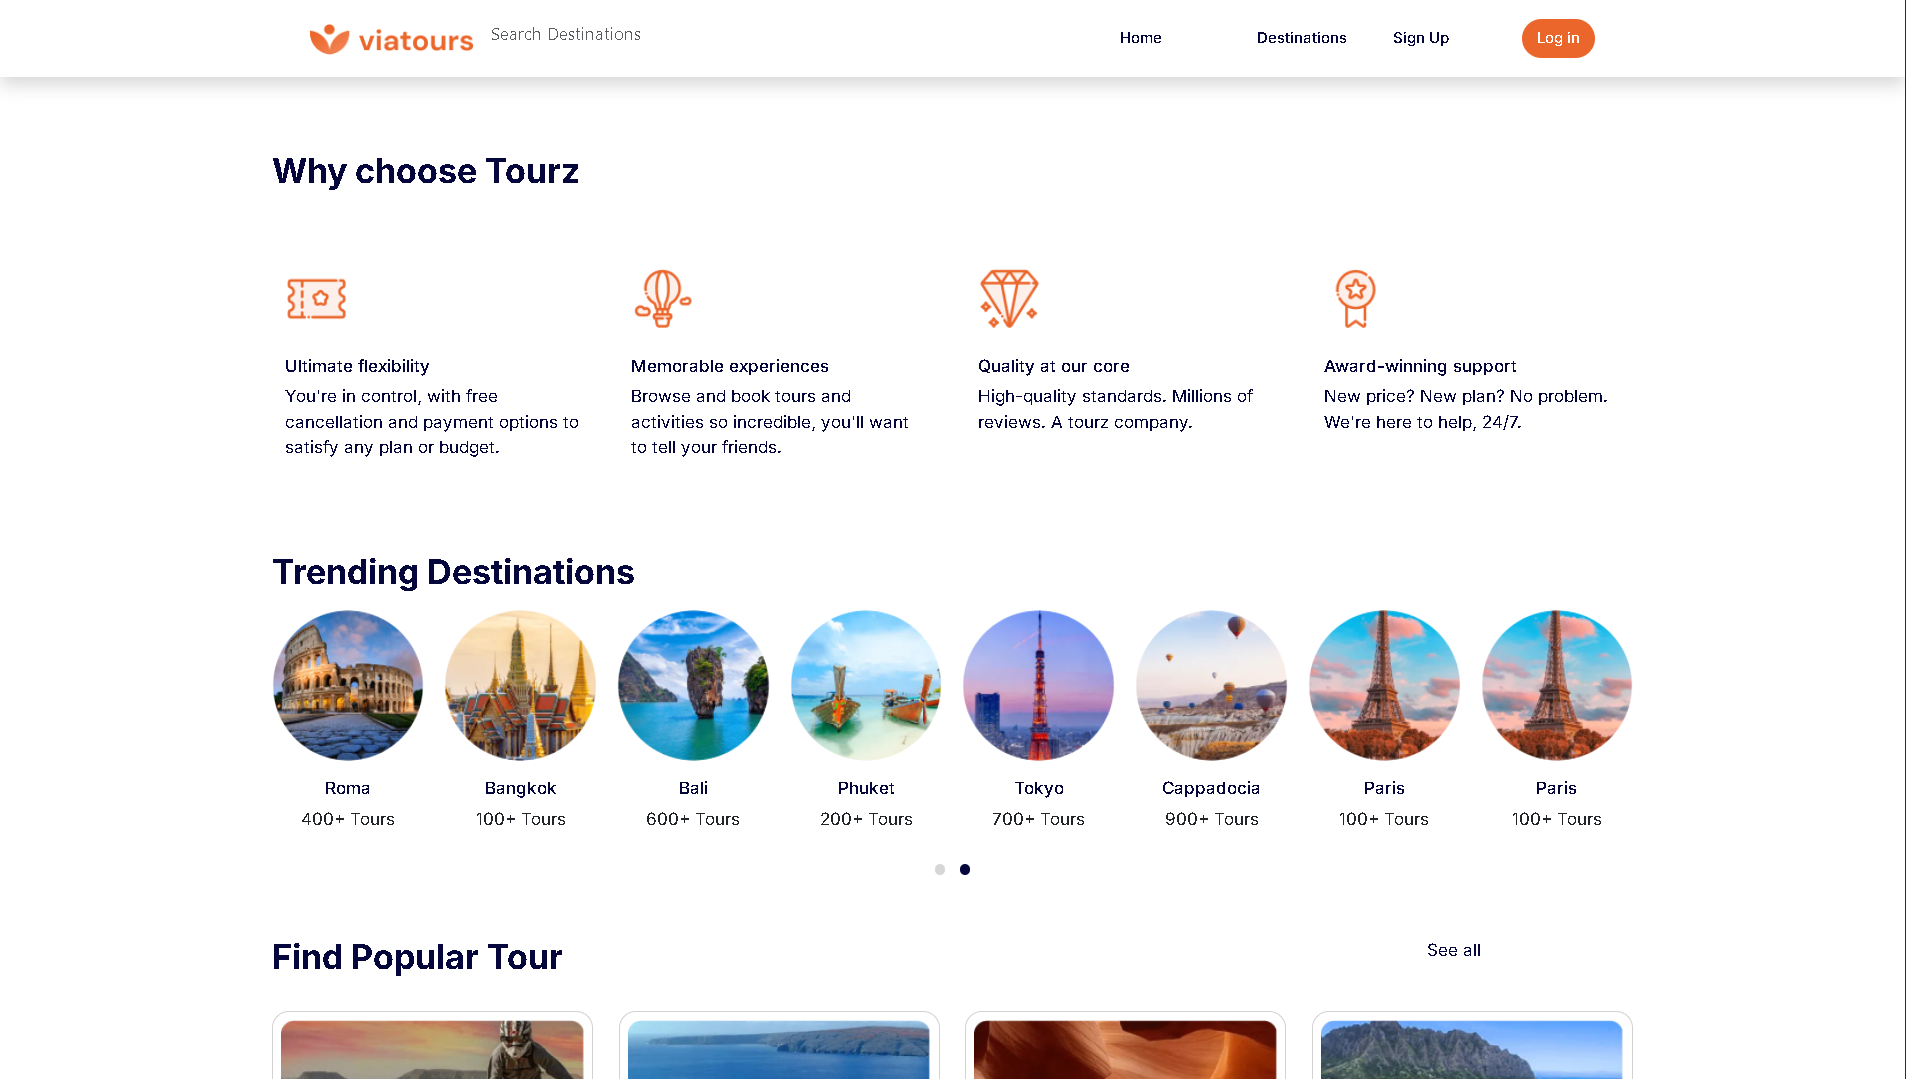 viatours
Search Destinations
Home
Destinations
Sign Up
Log in
Why choose Tourz
Ultimate flexibility
You're in control, with free
cancellation and payment options to
satisfy any plan or budget.
Memorable experiences
Browse and book tours and
activities so incredible, you'll want
to tell your friends.
Quality at our core
High-quality standards. Millions of
reviews. A tourz company.
Award-winning support
New price? New plan? No problem.
We're here to help, 24/7.
Trending Destinations
Roma
400+ Tours
Bangkok
100+ Tours
Bali
600+ Tours
Phuket
200+ Tours
Tokyo
700+ Tours
Cappadocia
900+ Tours
Paris
100+ Tours
Paris
100+ Tours
Find Popular Tour
See all